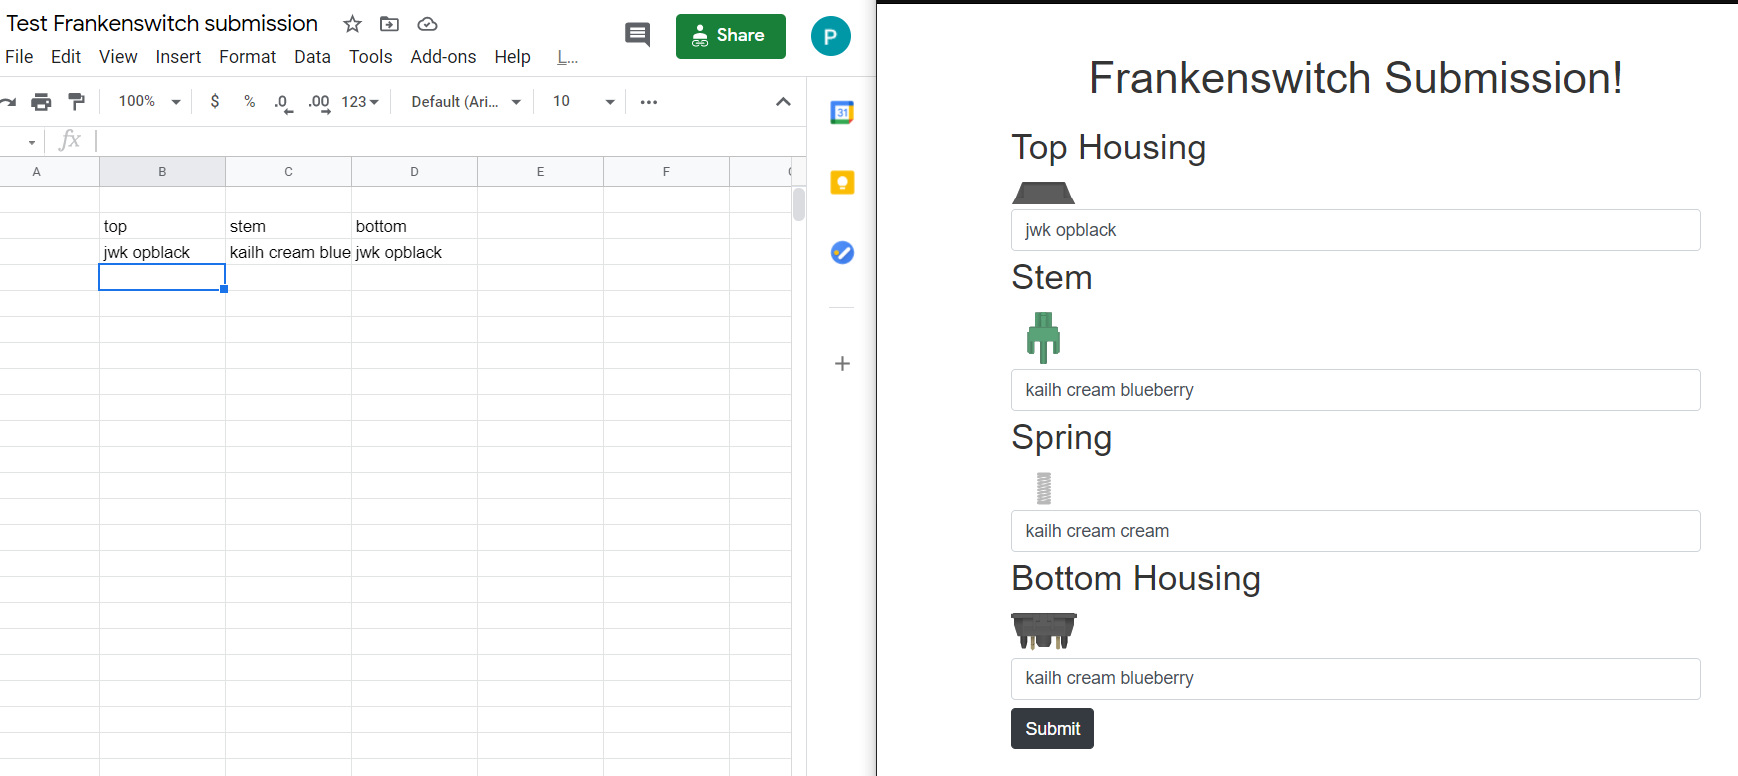 Test Frankenswitch submission
Share
P
File Edit View Insert Format Data Tools Add-ons Help L...
100% $ % .0 .00 123 Default (Ari... 10
fx
31
A B C D E F
top stem bottom
jwk opblack kailh cream blue jwk opblack
Frankenswitch Submission!
Top Housing
jwk opblack
Stem
kailh cream blueberry
Spring
kailh cream cream
Bottom Housing
kailh cream blueberry
Submit